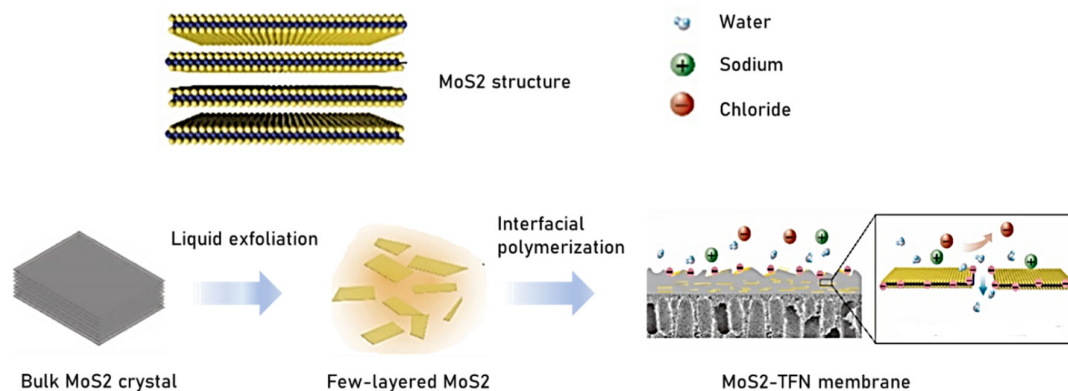 MoS2 structure
Water
Sodium
Chloride
Liquid exfoliation
Interfacial
polymerization
Bulk MoS2 crystal
Few-layered MoS2
MoS2-TFN membrane